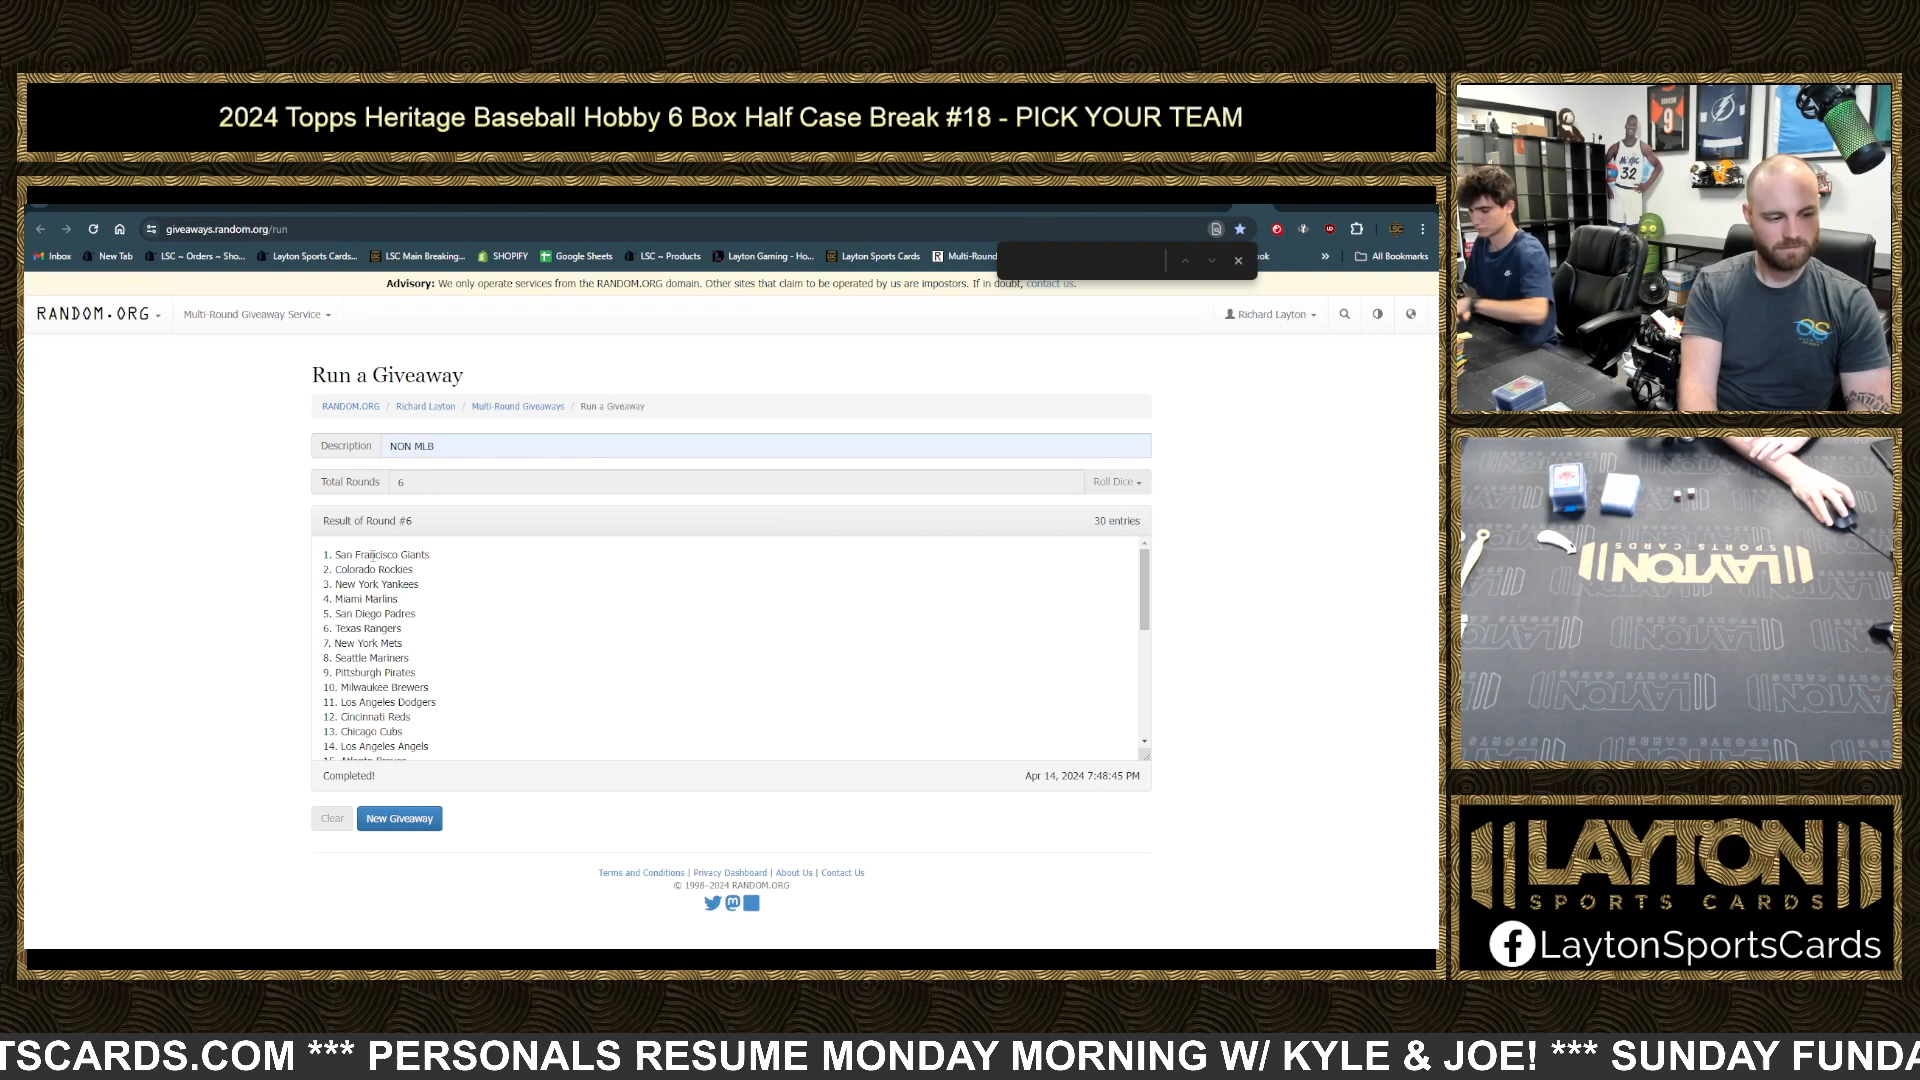 2024 Topps Heritage Baseball Hobby 6 Box Half Case Break #18 - PICK YOUR TEAM
giveaways.random.org/run
Inbox New Tab LSC ~ Orders ~ Sho... Layton Sports Cards... LSC Main Breaking... SHOPIFY Google Sheets LSC ~ Products Layton Gaming - Ho... Layton Sports Cards Multi-Round ook » All Bookmarks
Advisory: We only operate services from the RANDOM.ORG domain. Other sites that claim to be operated by us are impostors. If in doubt, contact us.
RANDOM.ORG Multi-Round Giveaway Service Richard Layton
Run a Giveaway
RANDOM.ORG / Richard Layton / Multi-Round Giveaways / Run a Giveaway
Description NON MLB
Total Rounds 6 Roll Dice
Result of Round #6 30 entries
1. San Francisco Giants
2. Colorado Rockies
3. New York Yankees
4. Miami Marlins
5. San Diego Padres
6. Texas Rangers
7. New York Mets
8. Seattle Mariners
9. Pittsburgh Pirates
10. Milwaukee Brewers
11. Los Angeles Dodgers
12. Cincinnati Reds
13. Chicago Cubs
14. Los Angeles Angels
15. Atlanta Braves
Completed! Apr 14, 2024 7:48:45 PM
Clear New Giveaway
Terms and Conditions | Privacy Dashboard | About Us | Contact Us
© 1998–2024 RANDOM.ORG
Magic
32
9
LAYTON
SPORTS CARDS
LAYTON
SPORTS CARDS
LaytonSportsCards
TSCARDS.COM *** PERSONALS RESUME MONDAY MORNING W/ KYLE & JOE! *** SUNDAY FUNDA